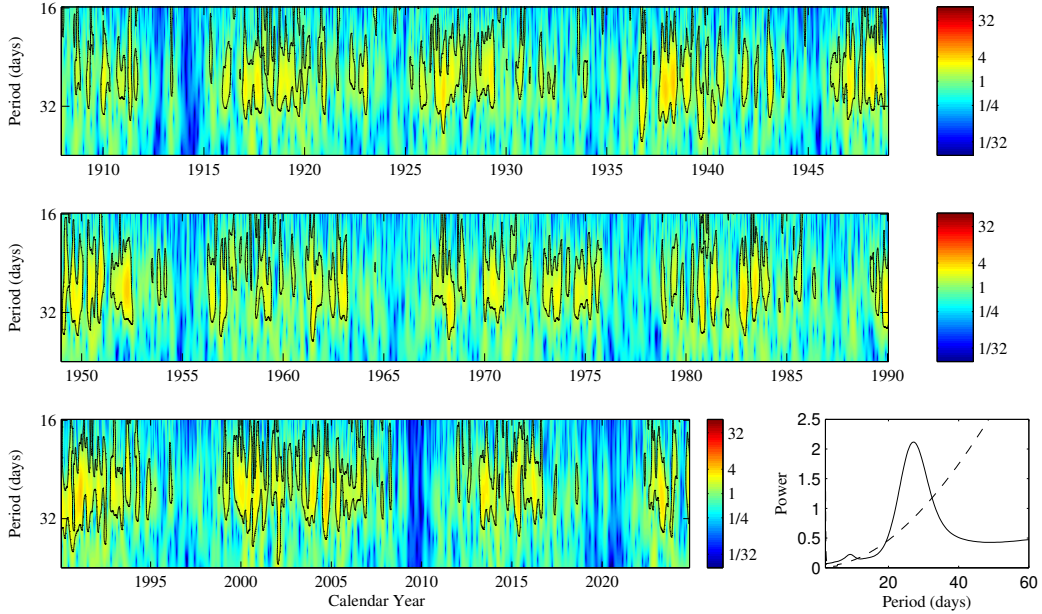 Period (days)
16
32
1910 1915 1920 1925 1930 1935 1940 1945
32
4
1
1/4
1/32
Period (days)
16
32
1950 1955 1960 1965 1970 1975 1980 1985 1990
32
4
1
1/4
1/32
Period (days)
16
32
1995 2000 2005 2010 2015 2020
Calendar Year
32
4
1
1/4
1/32
Power
2.5
2
1.5
1
0.5
0
20 40 60
Period (days)